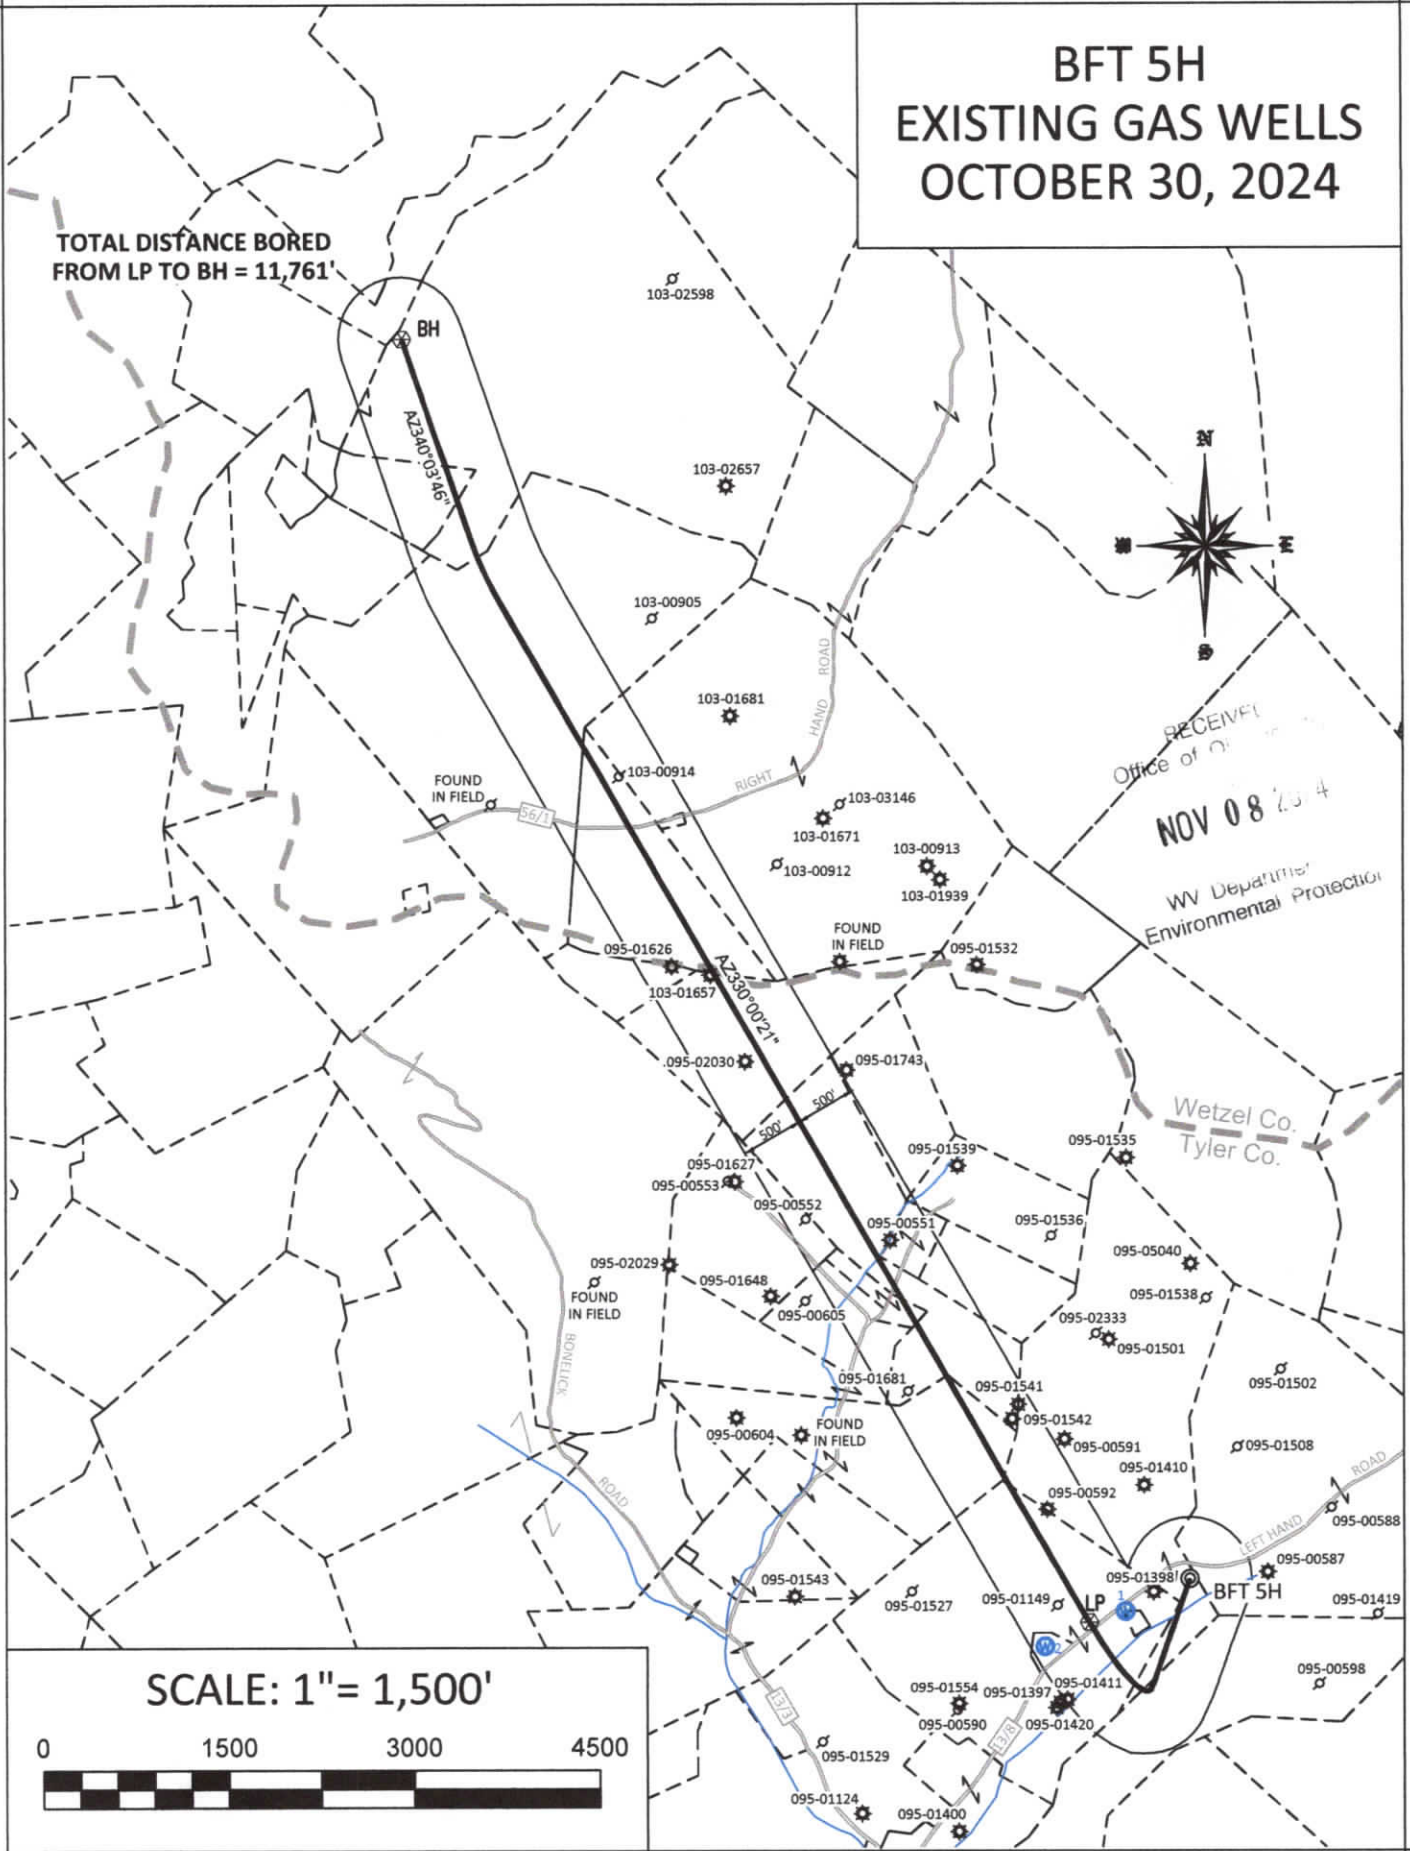 BFT 5H
EXISTING GAS WELLS
OCTOBER 30, 2024
TOTAL DISTANCE BORED
FROM LP TO BH = 11,761'
103-02598
BH
AZ340°03'46"
103-02657
N
S
103-00905
ROAD
HAND
RIGHT
103-01681
103-00914
FOUND
IN FIELD
56/1
103-03146
103-01671
103-00912
103-00913
103-01939
Office of
NOV 08
WV
Environmental
FOUND
IN FIELD
095-01626
103-01657
095-01532
AZ330°00'21"
095-02030
095-01743
500'
500'
Wetzel Co.
Tyler Co.
095-01535
095-01539
095-01627
095-00553
095-00552
095-00551
095-01536
095-05040
095-01538
095-02029
FOUND
IN FIELD
095-01648
095-00605
095-02333
095-01501
095-01502
BONELICK
ROAD
095-01681
095-01541
095-01542
095-00604
FOUND
IN FIELD
095-00591
095-01508
095-01410
095-00592
LEFT HAND
ROAD
095-00588
095-00587
095-01543
095-01527
095-01149
LP
095-01398
1
BFT 5H
095-01419
W2
095-00598
095-01554
095-00590
095-01397
095-01411
095-01420
13/3
13/8
095-01529
095-01124
095-01400
SCALE: 1"= 1,500'
0 1500 3000 4500